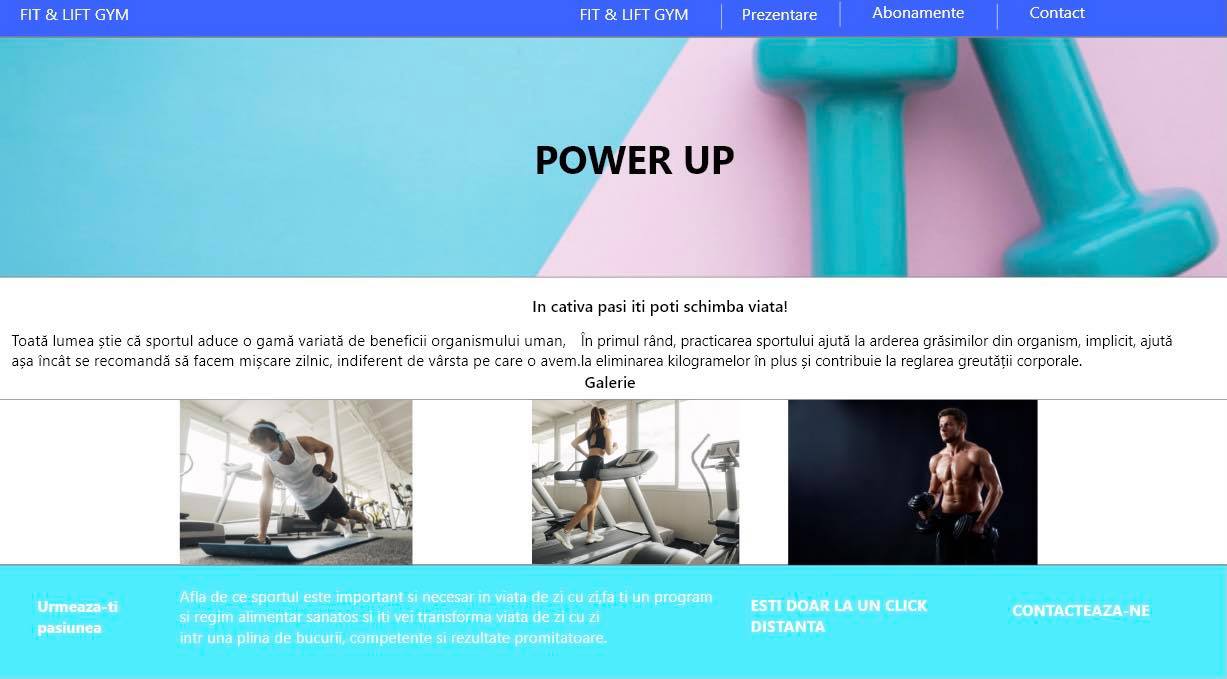 FIT & LIFT GYM
FIT & LIFT GYM
Prezentare
Abonamente
Contact
POWER UP
In cativa pasi iti poti schimba viata!
Toată lumea știe că sportul aduce o gamă variată de beneficii organismului uman,
așa încât se recomandă să facem mișcare zilnic, indiferent de vârsta pe care o avem.
În primul rând, practicarea sportului ajută la arderea grăsimilor din organism, implicit, ajută
la eliminarea kilogramelor în plus și contribuie la reglarea greutății corporale.
Galerie
Urmeaza-ti
pasiunea
Afla de ce sportul este important si necesar in viata de zi cu zi,fa ti un program
si regim alimentar sanatos si iti vei transforma viata de zi cu zi
intr una plina de bucurii, competente si rezultate promitatoare.
ESTI DOAR LA UN CLICK
DISTANTA
CONTACTEAZA-NE